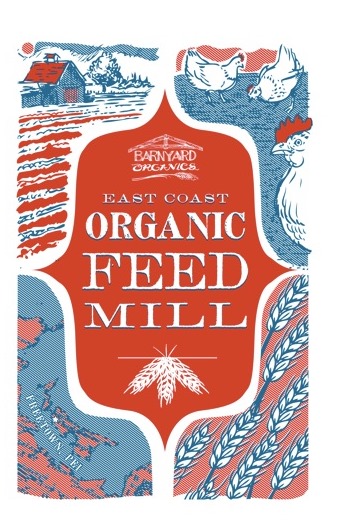 BARNYARD
ORGANICS
EAST COAST
ORGANIC
FEED
MILL
FREETOWN, PEI